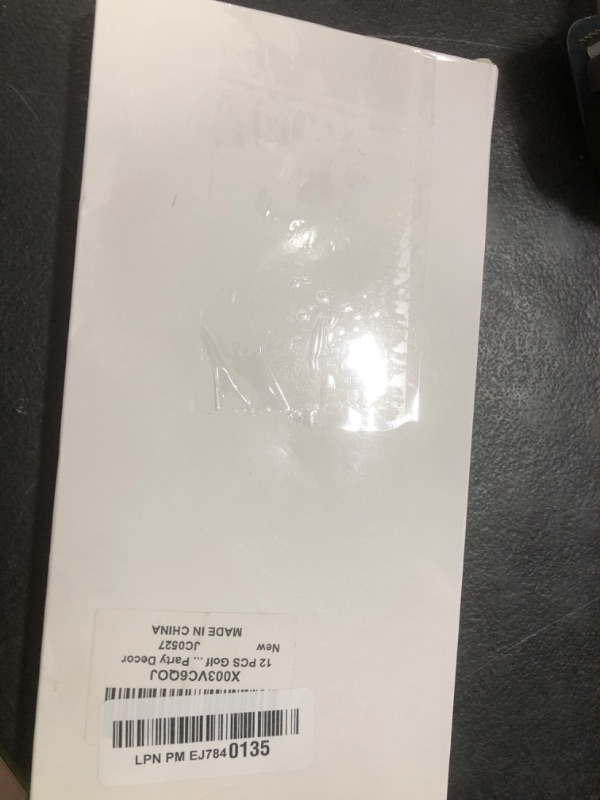 X003VC6QOJ
12 PCS Golf ... Party Decor
New
JC0527
MADE IN CHINA
LPN PM EJ7840135